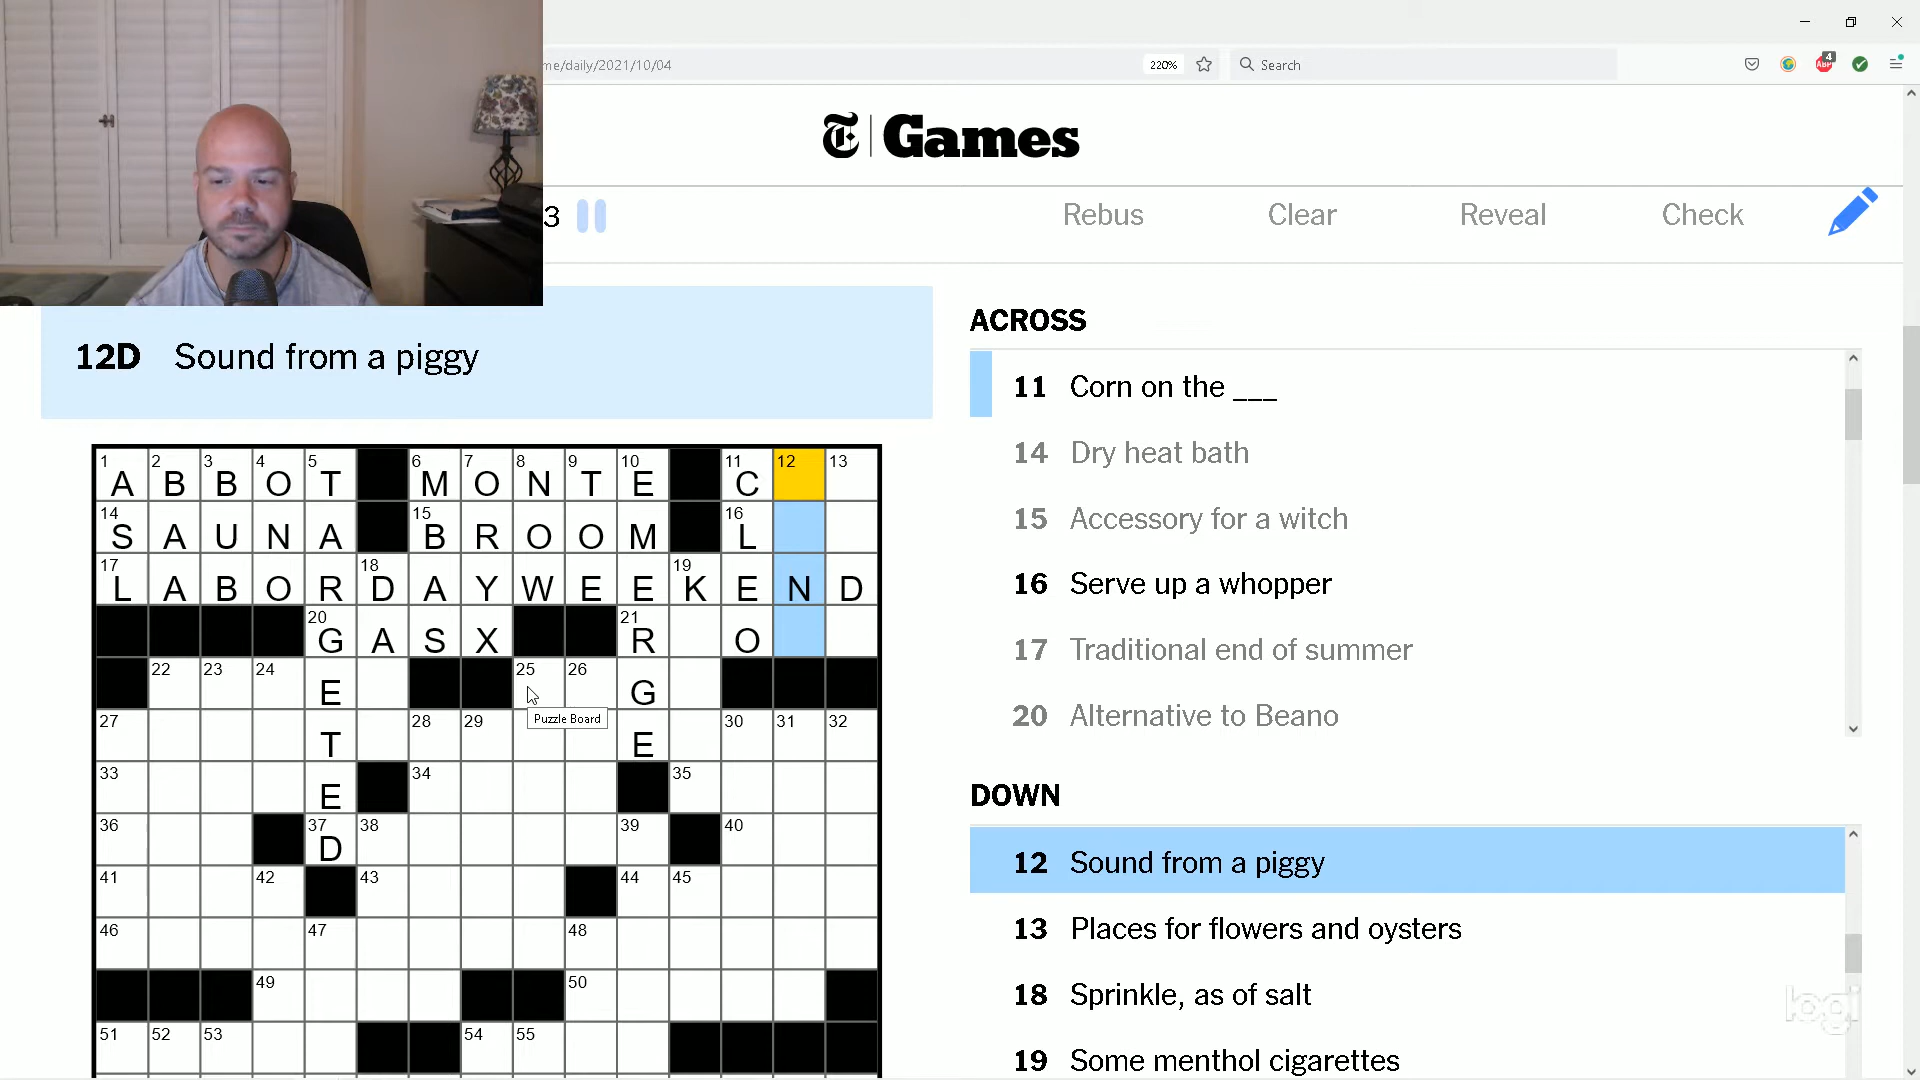 me/daily/2021/10/04
220%
Search
4
ABP
T Games
3
Rebus
Clear
Reveal
Check
12D Sound from a piggy
ACROSS
11 Corn on the ___
14 Dry heat bath
15 Accessory for a witch
16 Serve up a whopper
17 Traditional end of summer
20 Alternative to Beano
DOWN
12 Sound from a piggy
13 Places for flowers and oysters
18 Sprinkle, as of salt
19 Some menthol cigarettes
1 2 3 4 5 6 7 8 9 10 11 12 13
A B B O T M O N T E C
14 15 16
S A U N A B R O O M L
17 18 19
L A B O R D A Y W E E K E N D
20 21
G A S X R O
22 23 24 25 26
E G
Puzzle Board
27 28 29 30 31 32
T E
33 34 35
E
36 37 38 39 40
D
41 42 43 44 45
46 47 48
49 50
51 52 53 54 55
logi